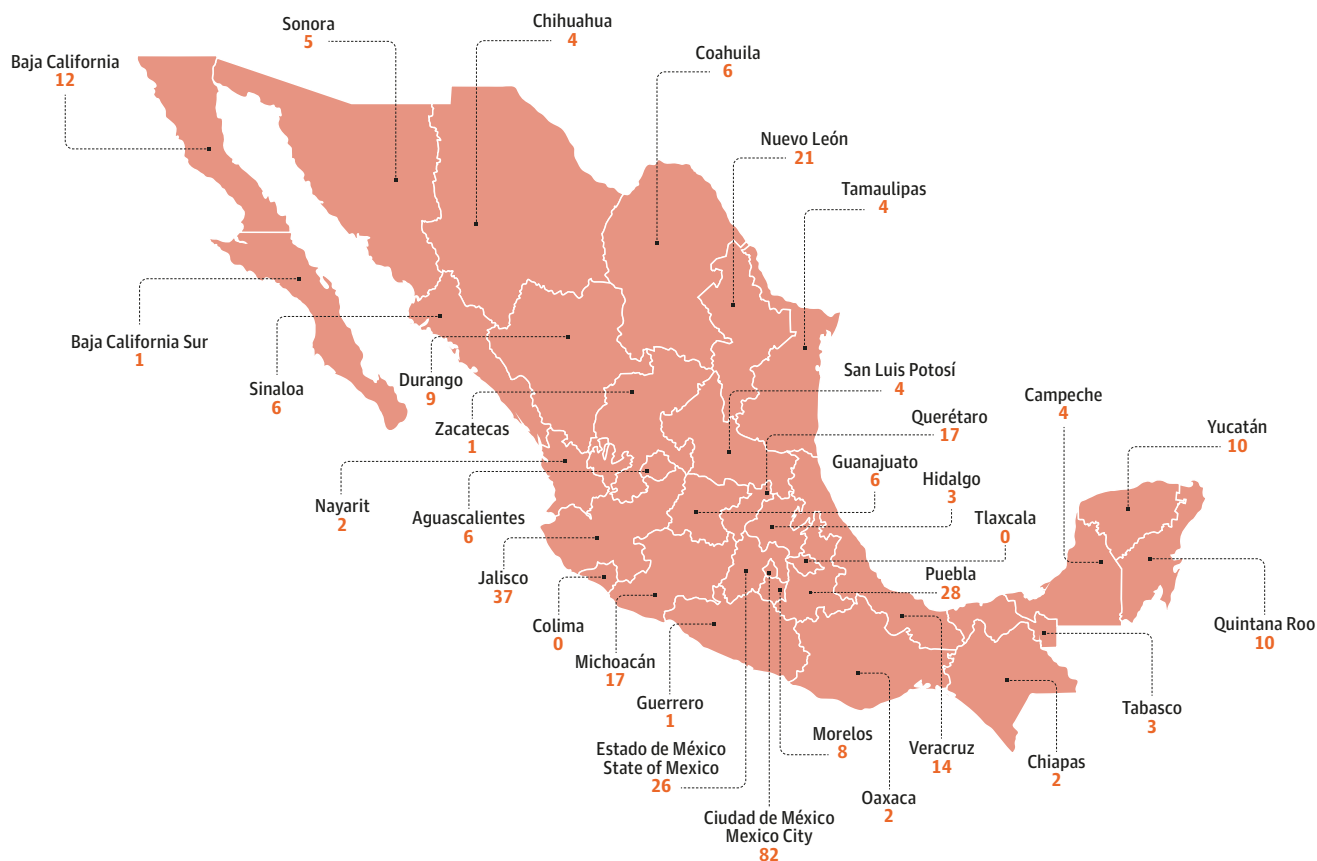 Sonora
5
Chihuahua
4
Baja California
12
Coahuila
6
Nuevo León
21
Tamaulipas
4
Baja California Sur
1
Sinaloa
6
Durango
9
Zacatecas
1
San Luis Potosí
4
Querétaro
17
Campeche
4
Yucatán
10
Guanajuato
6
Hidalgo
3
Nayarit
2
Aguascalientes
6
Tlaxcala
0
Jalisco
37
Puebla
28
Colima
0
Quintana Roo
10
Michoacán
17
Guerrero
1
Tabasco
3
Morelos
8
Estado de México
State of Mexico
26
Veracruz
14
Chiapas
2
Oaxaca
2
Ciudad de México
Mexico City
82